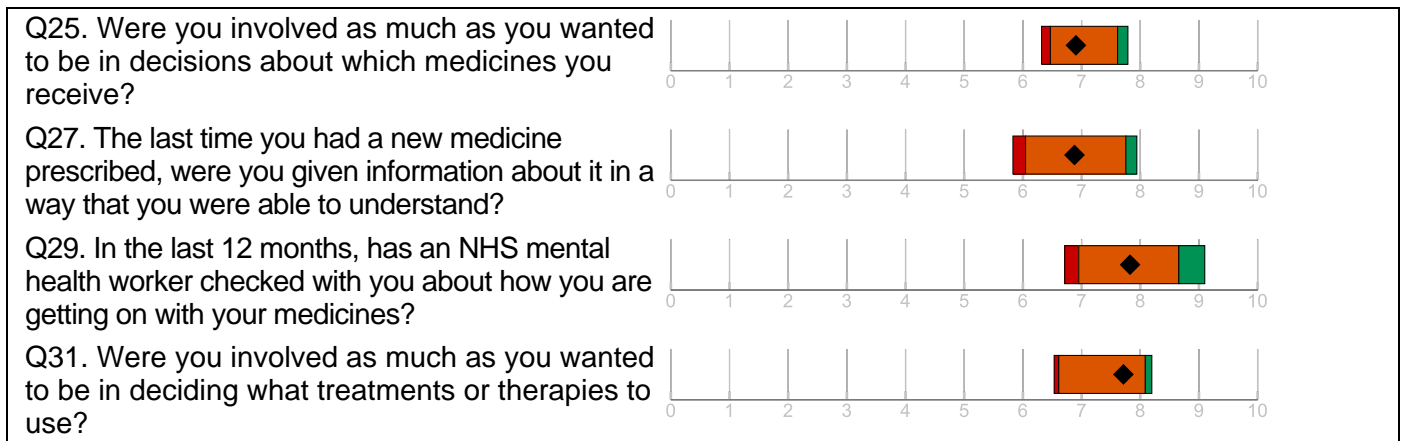 Q25. Were you involved as much as you wanted
to be in decisions about which medicines you
receive?
0 1 2 3 4 5 6 7 8 9 10
Q27. The last time you had a new medicine
prescribed, were you given information about it in a
way that you were able to understand?
0 1 2 3 4 5 6 7 8 9 10
Q29. In the last 12 months, has an NHS mental
health worker checked with you about how you are
getting on with your medicines?
0 1 2 3 4 5 6 7 8 9 10
Q31. Were you involved as much as you wanted
to be in deciding what treatments or therapies to
use?
0 1 2 3 4 5 6 7 8 9 10